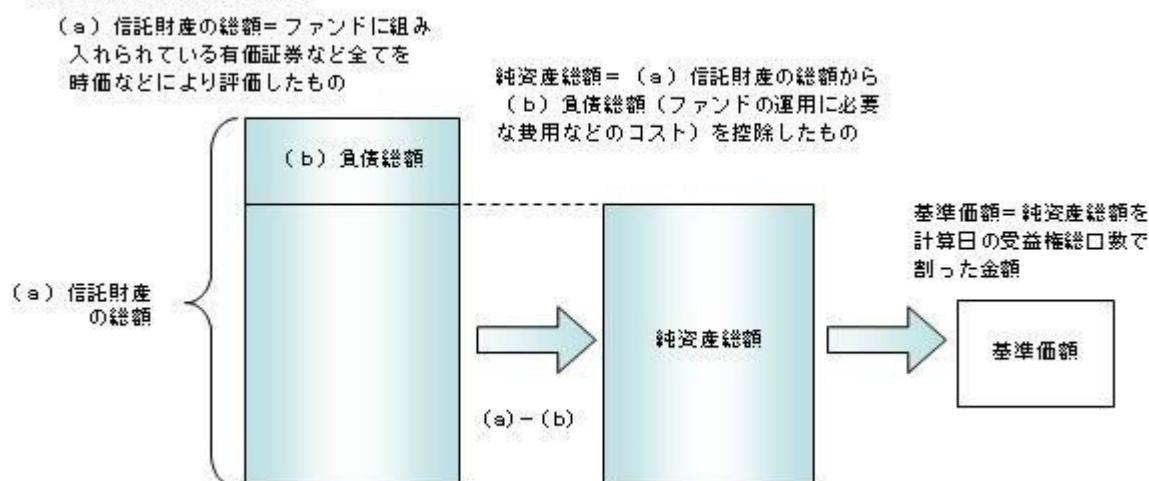 (a)信託財産の総額=ファンドに組み
入れられている有価証券など全てを
時価などにより評価したもの
純資産総額=(a)信託財産の総額から
(b)負債総額(ファンドの運用に必要
な費用などのコスト)を控除したもの
(b)負債総額
基準価額=純資産総額を
計算日の受益権総口数で
割った金額
(a)信託財産
の総額
純資産総額
基準価額
(a)-(b)